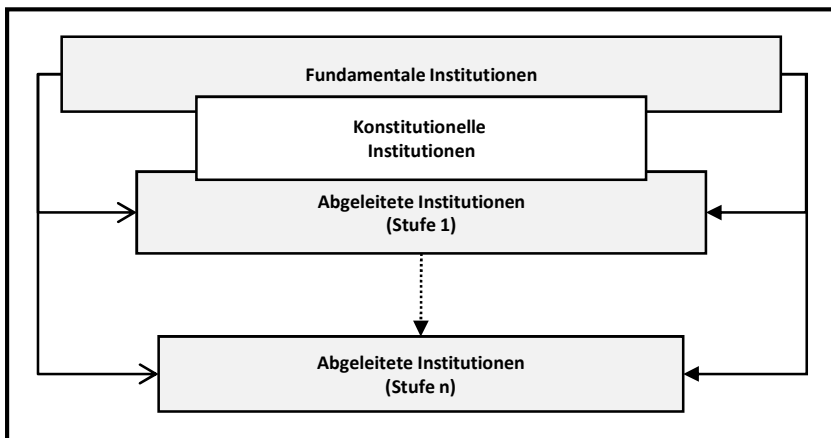 Fundamentale Institutionen
Konstitutionelle
Institutionen
Abgeleitete Institutionen
(Stufe 1)
Abgeleitete Institutionen
(Stufe n)